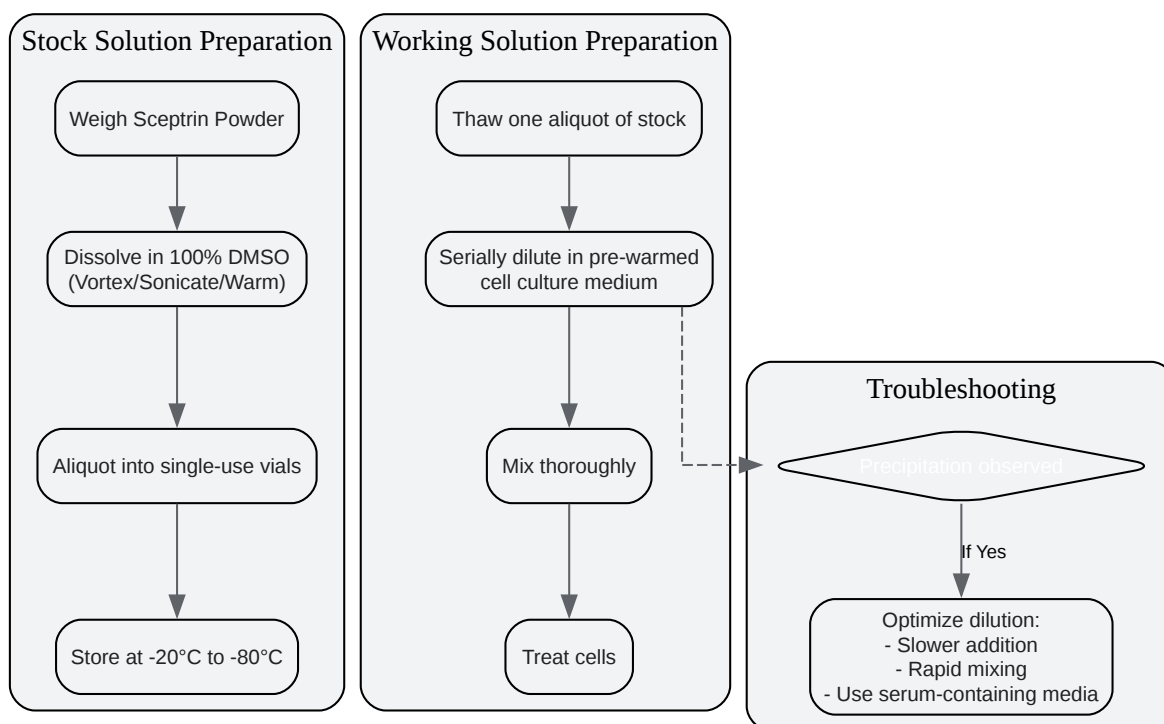 Stock Solution Preparation
Weigh Sceptrin Powder
Dissolve in 100% DMSO
(Vortex/Sonicate/Warm)
Aliquot into single-use vials
Store at -20°C to -80°C
Working Solution Preparation
Thaw one aliquot of stock
Serially dilute in pre-warmed
cell culture medium
Mix thoroughly
Treat cells
Troubleshooting
Precipitation observed
If Yes
Optimize dilution:
- Slower addition
- Rapid mixing
- Use serum-containing media